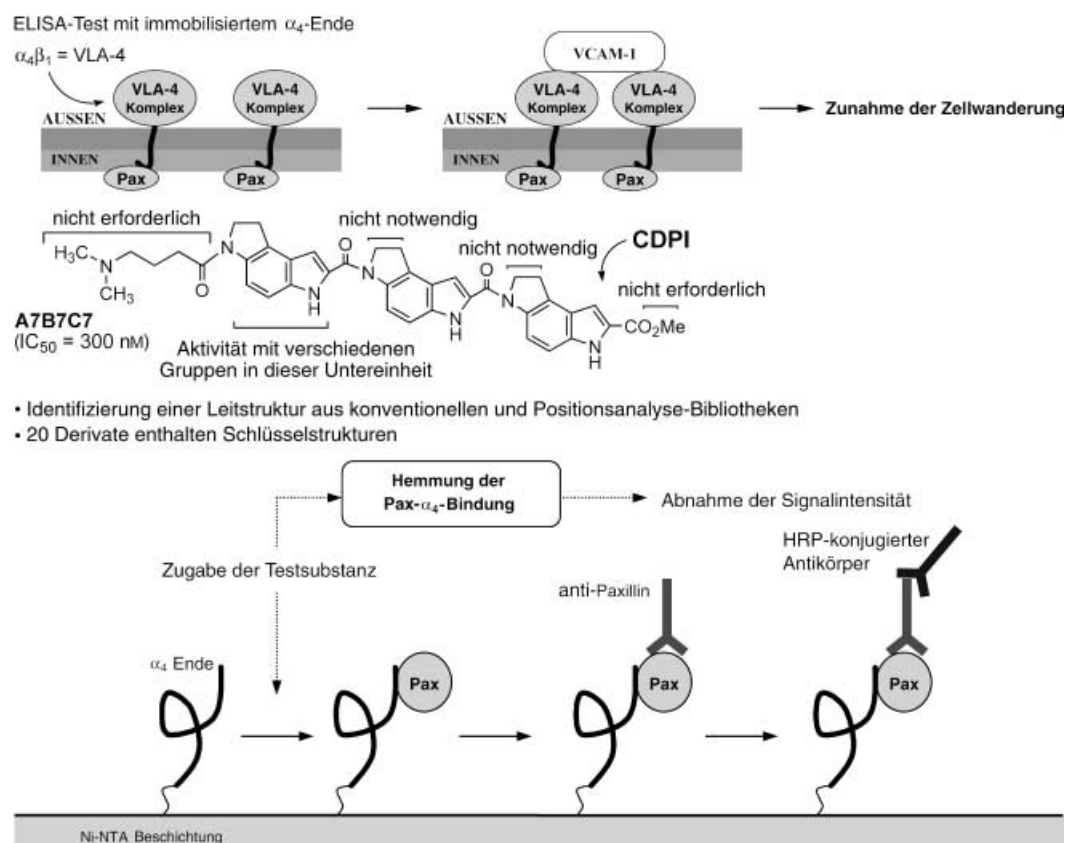 ELISA-Test mit immobilisiertem α4-Ende
α4β1 = VLA-4
VLA-4
Komplex
VLA-4
Komplex
AUSSEN
INNEN
Pax
Pax
VCAM-1
VLA-4
Komplex
VLA-4
Komplex
AUSSEN
INNEN
Pax
Pax
Zunahme der Zellwanderung
nicht erforderlich
nicht notwendig
nicht notwendig
CDPI
nicht erforderlich
H3C
N
CH3
O
N
N
H
O
N
N
H
O
N
N
H
CO2Me
A7B7C7
(IC50 = 300 nM)
Aktivität mit verschiedenen
Gruppen in dieser Untereinheit
• Identifizierung einer Leitstruktur aus konventionellen und Positionsanalyse-Bibliotheken
• 20 Derivate enthalten Schlüsselstrukturen
Hemmung der
Pax-α4-Bindung
Abnahme der Signalintensität
Zugabe der Testsubstanz
HRP-konjugierter
Antikörper
anti-Paxillin
α4 Ende
Pax
Pax
Pax
Ni-NTA Beschichtung